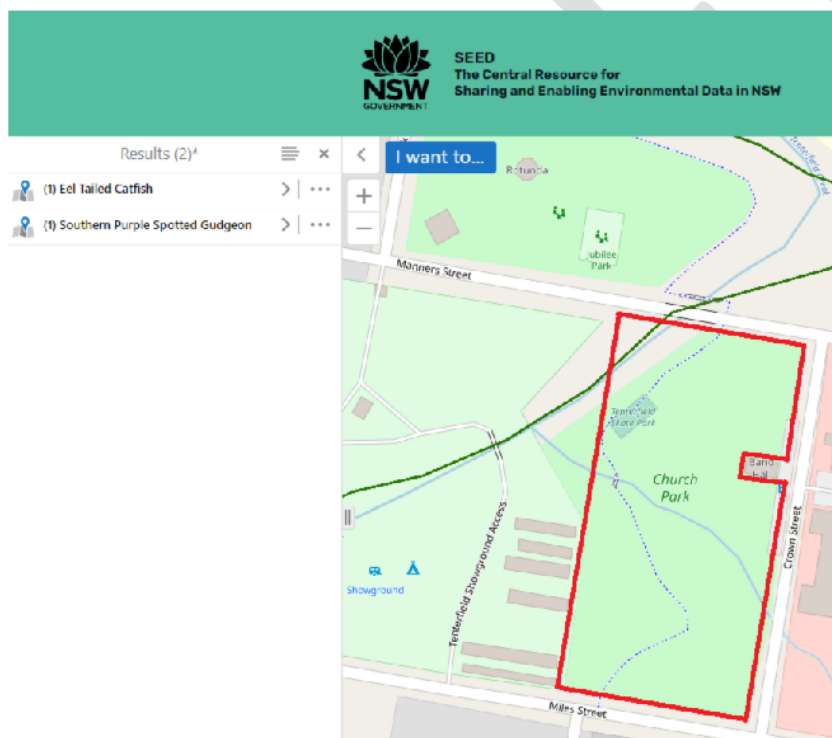 NSW
GOVERNMENT
SEED
The Central Resource for
Sharing and Enabling Environmental Data in NSW
Results (2)*
(1) Eel Tailed Catfish
(1) Southern Purple Spotted Gudgeon
I want to...
Rotunda
Jubilee
Park
Manners Street
Tenterfield
Skate Park
Band
Hall
Church
Park
Crown Street
Tenterfield Showground Access
Showground
Miles Street